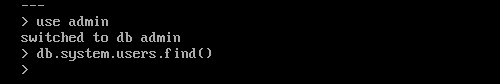 ---
> use admin
switched to db admin
> db.system.users.find()
>